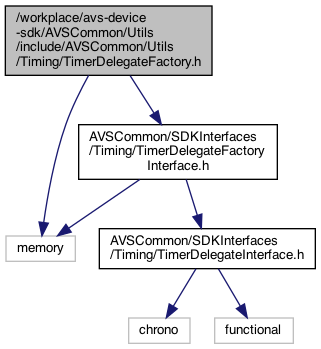 /workplace/avs-device
-sdk/AVSCommon/Utils
/include/AVSCommon/Utils
/Timing/TimerDelegateFactory.h
AVSCommon/SDKInterfaces
/Timing/TimerDelegateFactory
Interface.h
memory
AVSCommon/SDKInterfaces
/Timing/TimerDelegateInterface.h
chrono
functional